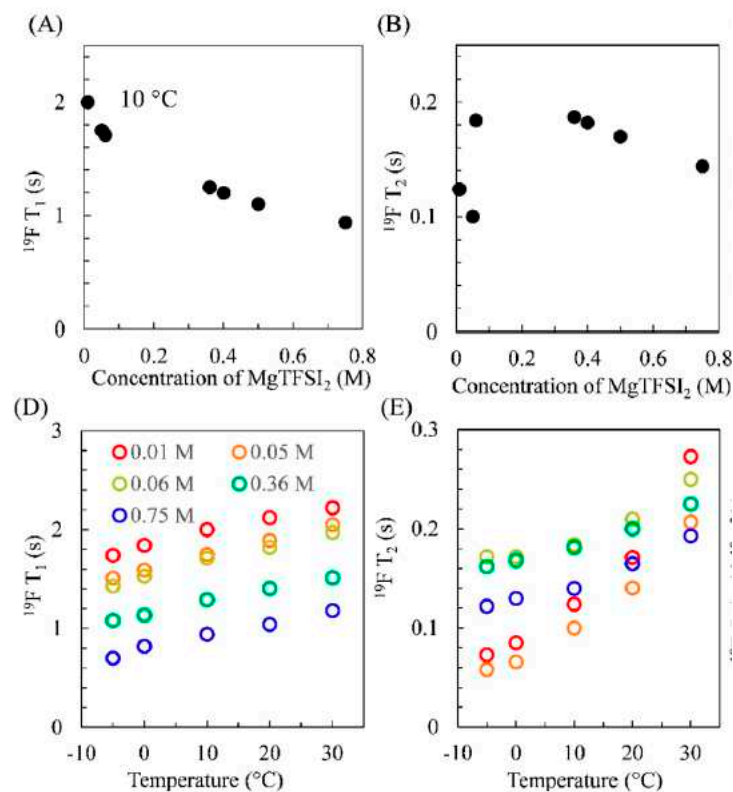 (A)
(B)
10 °C
2
1
0
¹⁹F T₁ (s)
0.2
0.1
0
¹⁹F T₂ (s)
0 0.2 0.4 0.6 0.8
0 0.2 0.4 0.6 0.8
Concentration of MgTFSI₂ (M)
Concentration of MgTFSI₂ (M)
(D)
(E)
3
2
1
0
¹⁹F T₁ (s)
0.01 M 0.05 M
0.06 M 0.36 M
0.75 M
0.3
0.2
0.1
0
¹⁹F T₂ (s)
-10 0 10 20 30
-10 0 10 20 30
Temperature (°C)
Temperature (°C)